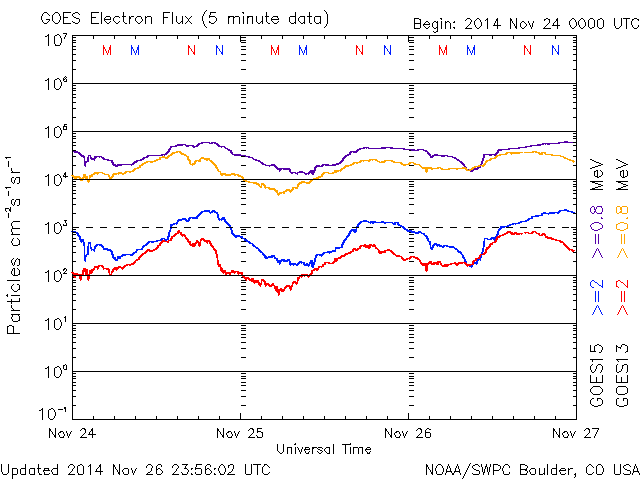 GOES Electron Flux (5 minute data)
Begin: 2014 Nov 24 0000 UTC
10⁷
10⁶
10⁵
10⁴
10³
10²
10¹
10⁰
10⁻¹
Particles cm⁻²s⁻¹sr⁻¹
M M N N M M N N M M N N
Nov 24 Nov 25 Nov 26 Nov 27
Universal Time
GOES15 >=2 >=0.8 MeV
GOES13 >=2 >=0.8 MeV
Updated 2014 Nov 26 23:56:02 UTC
NOAA/SWPC Boulder, CO USA